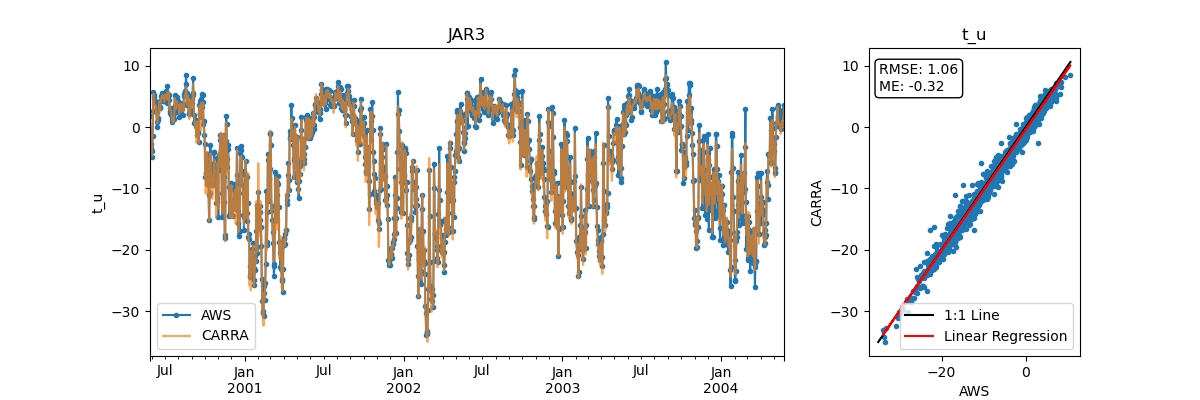 JAR3
t_u
10
0
−10
−20
−30
t_u
AWS
CARRA
Jul
Jan
2001
Jul
Jan
2002
Jul
Jan
2003
Jul
Jan
2004
t_u
RMSE: 1.06
ME: -0.32
10
0
−10
−20
−30
CARRA
1:1 Line
Linear Regression
−20
0
AWS